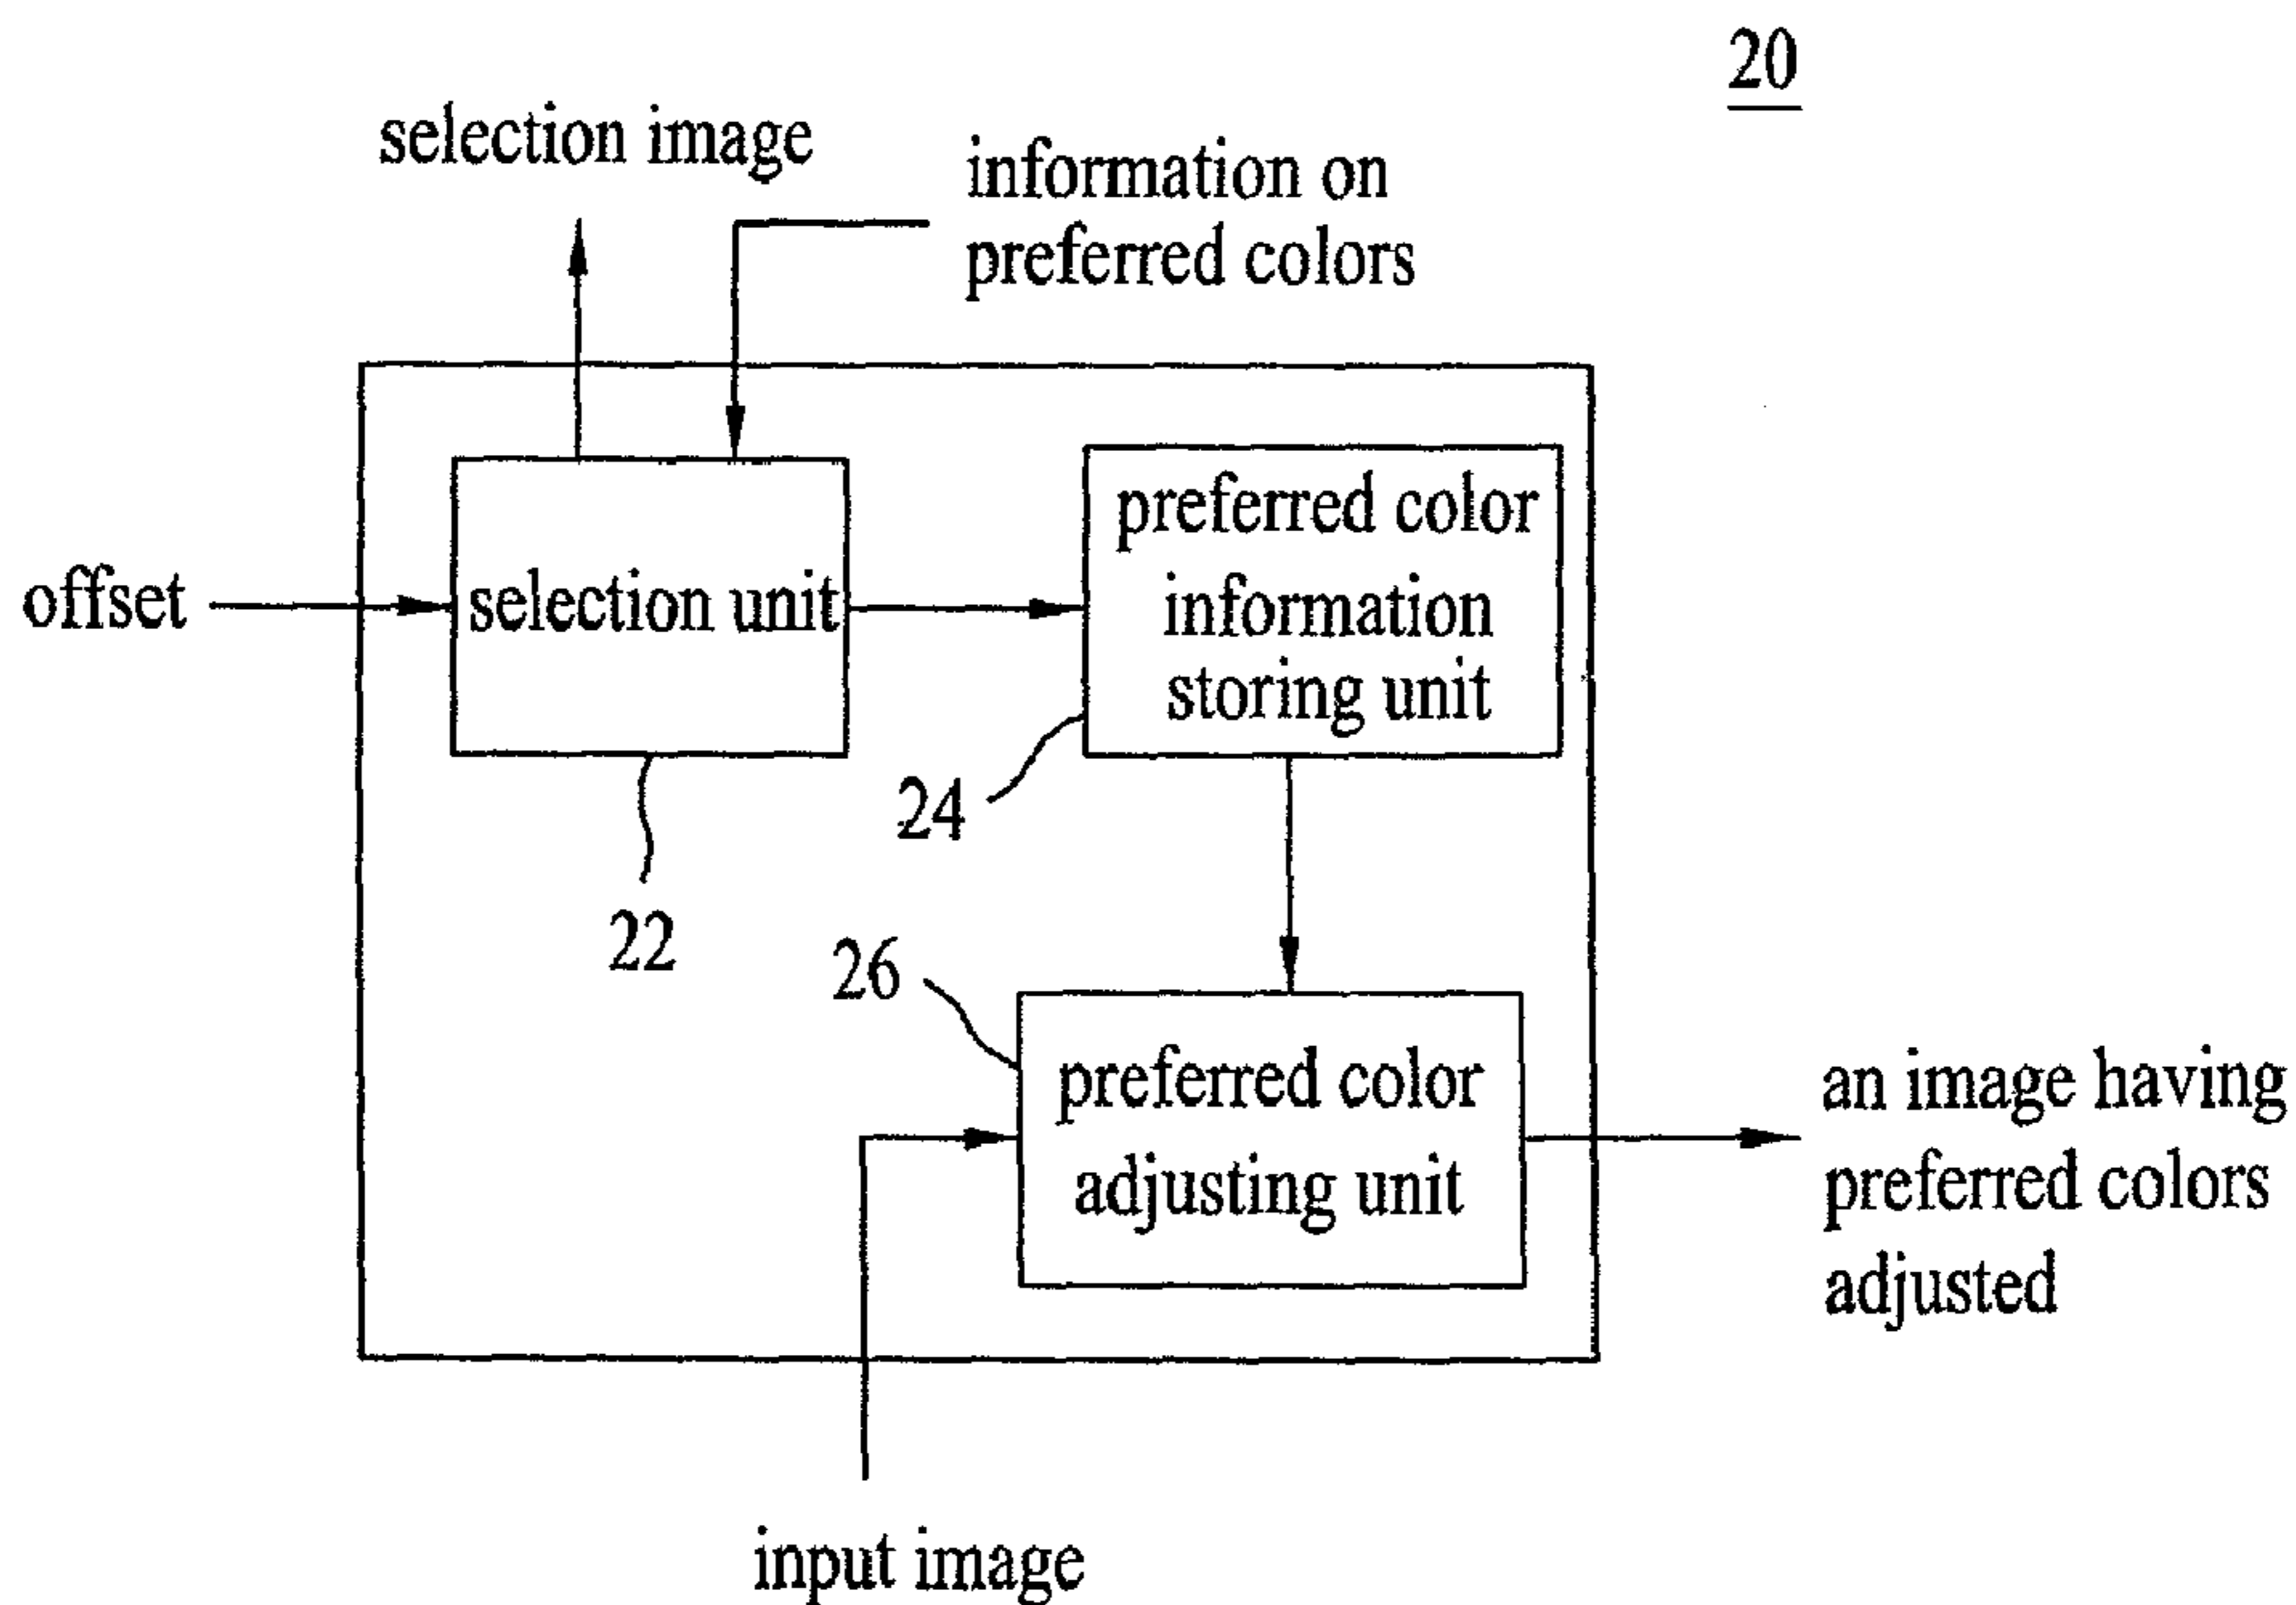 20
selection image
information on
preferred colors
offset
selection unit
preferred color
information
storing unit
24
22
26
preferred color
adjusting unit
an image having
preferred colors
adjusted
input image